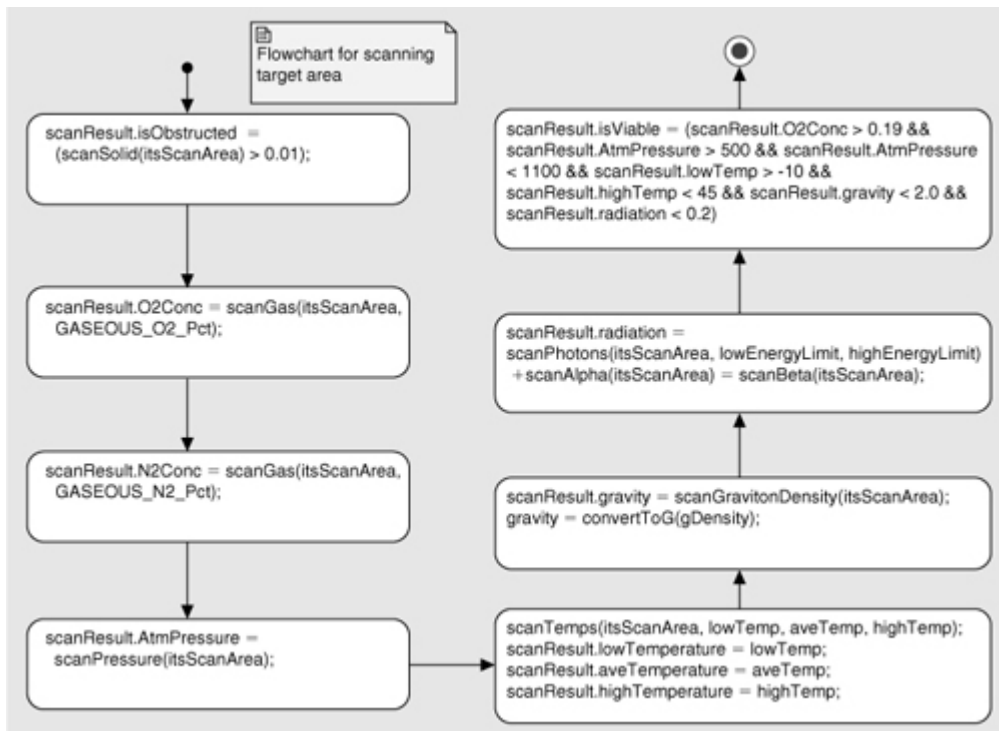 Flowchart for scanning
target area
scanResult.isObstructed =
(scanSolid(itsScanArea) > 0.01);
scanResult.O2Conc = scanGas(itsScanArea,
GASEOUS_O2_Pct);
scanResult.N2Conc = scanGas(itsScanArea,
GASEOUS_N2_Pct);
scanResult.AtmPressure =
scanPressure(itsScanArea);
scanTemps(itsScanArea, lowTemp, aveTemp, highTemp);
scanResult.lowTemperature = lowTemp;
scanResult.aveTemperature = aveTemp;
scanResult.highTemperature = highTemp;
scanResult.gravity = scanGravitonDensity(itsScanArea);
gravity = convertToG(gDensity);
scanResult.radiation =
scanPhotons(itsScanArea, lowEnergyLimit, highEnergyLimit)
+scanAlpha(itsScanArea) = scanBeta(itsScanArea);
scanResult.isViable = (scanResult.O2Conc > 0.19 &&
scanResult.AtmPressure > 500 && scanResult.AtmPressure
< 1100 && scanResult.lowTemp > -10 &&
scanResult.highTemp < 45 && scanResult.gravity < 2.0 &&
scanResult.radiation < 0.2)